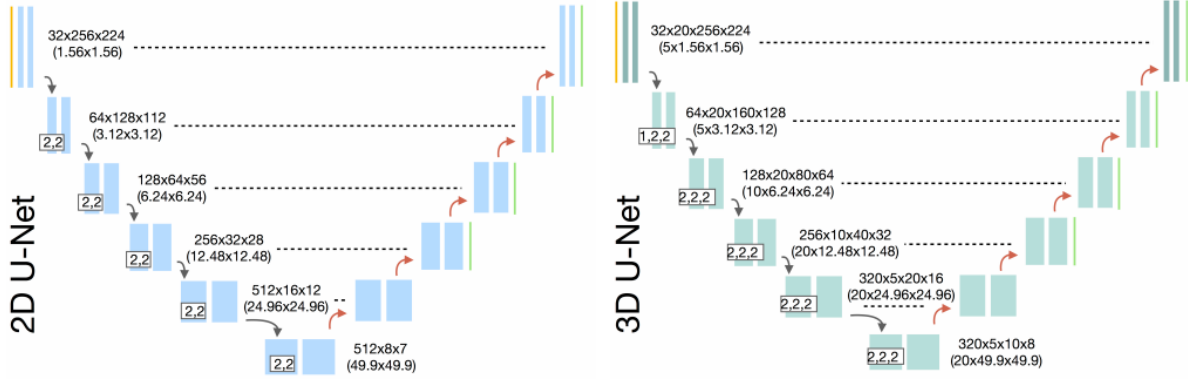 2D U-Net
32x256x224
(1.56x1.56)
2,2
64x128x112
(3.12x3.12)
2,2
128x64x56
(6.24x6.24)
2,2
256x32x28
(12.48x12.48)
2,2
512x16x12
(24.96x24.96)
2,2
512x8x7
(49.9x49.9)
3D U-Net
32x20x256x224
(5x1.56x1.56)
1,2,2
64x20x160x128
(5x3.12x3.12)
2,2,2
128x20x80x64
(10x6.24x6.24)
2,2,2
256x10x40x32
(20x12.48x12.48)
2,2,2
320x5x20x16
(20x24.96x24.96)
2,2,2
320x5x10x8
(20x49.9x49.9)